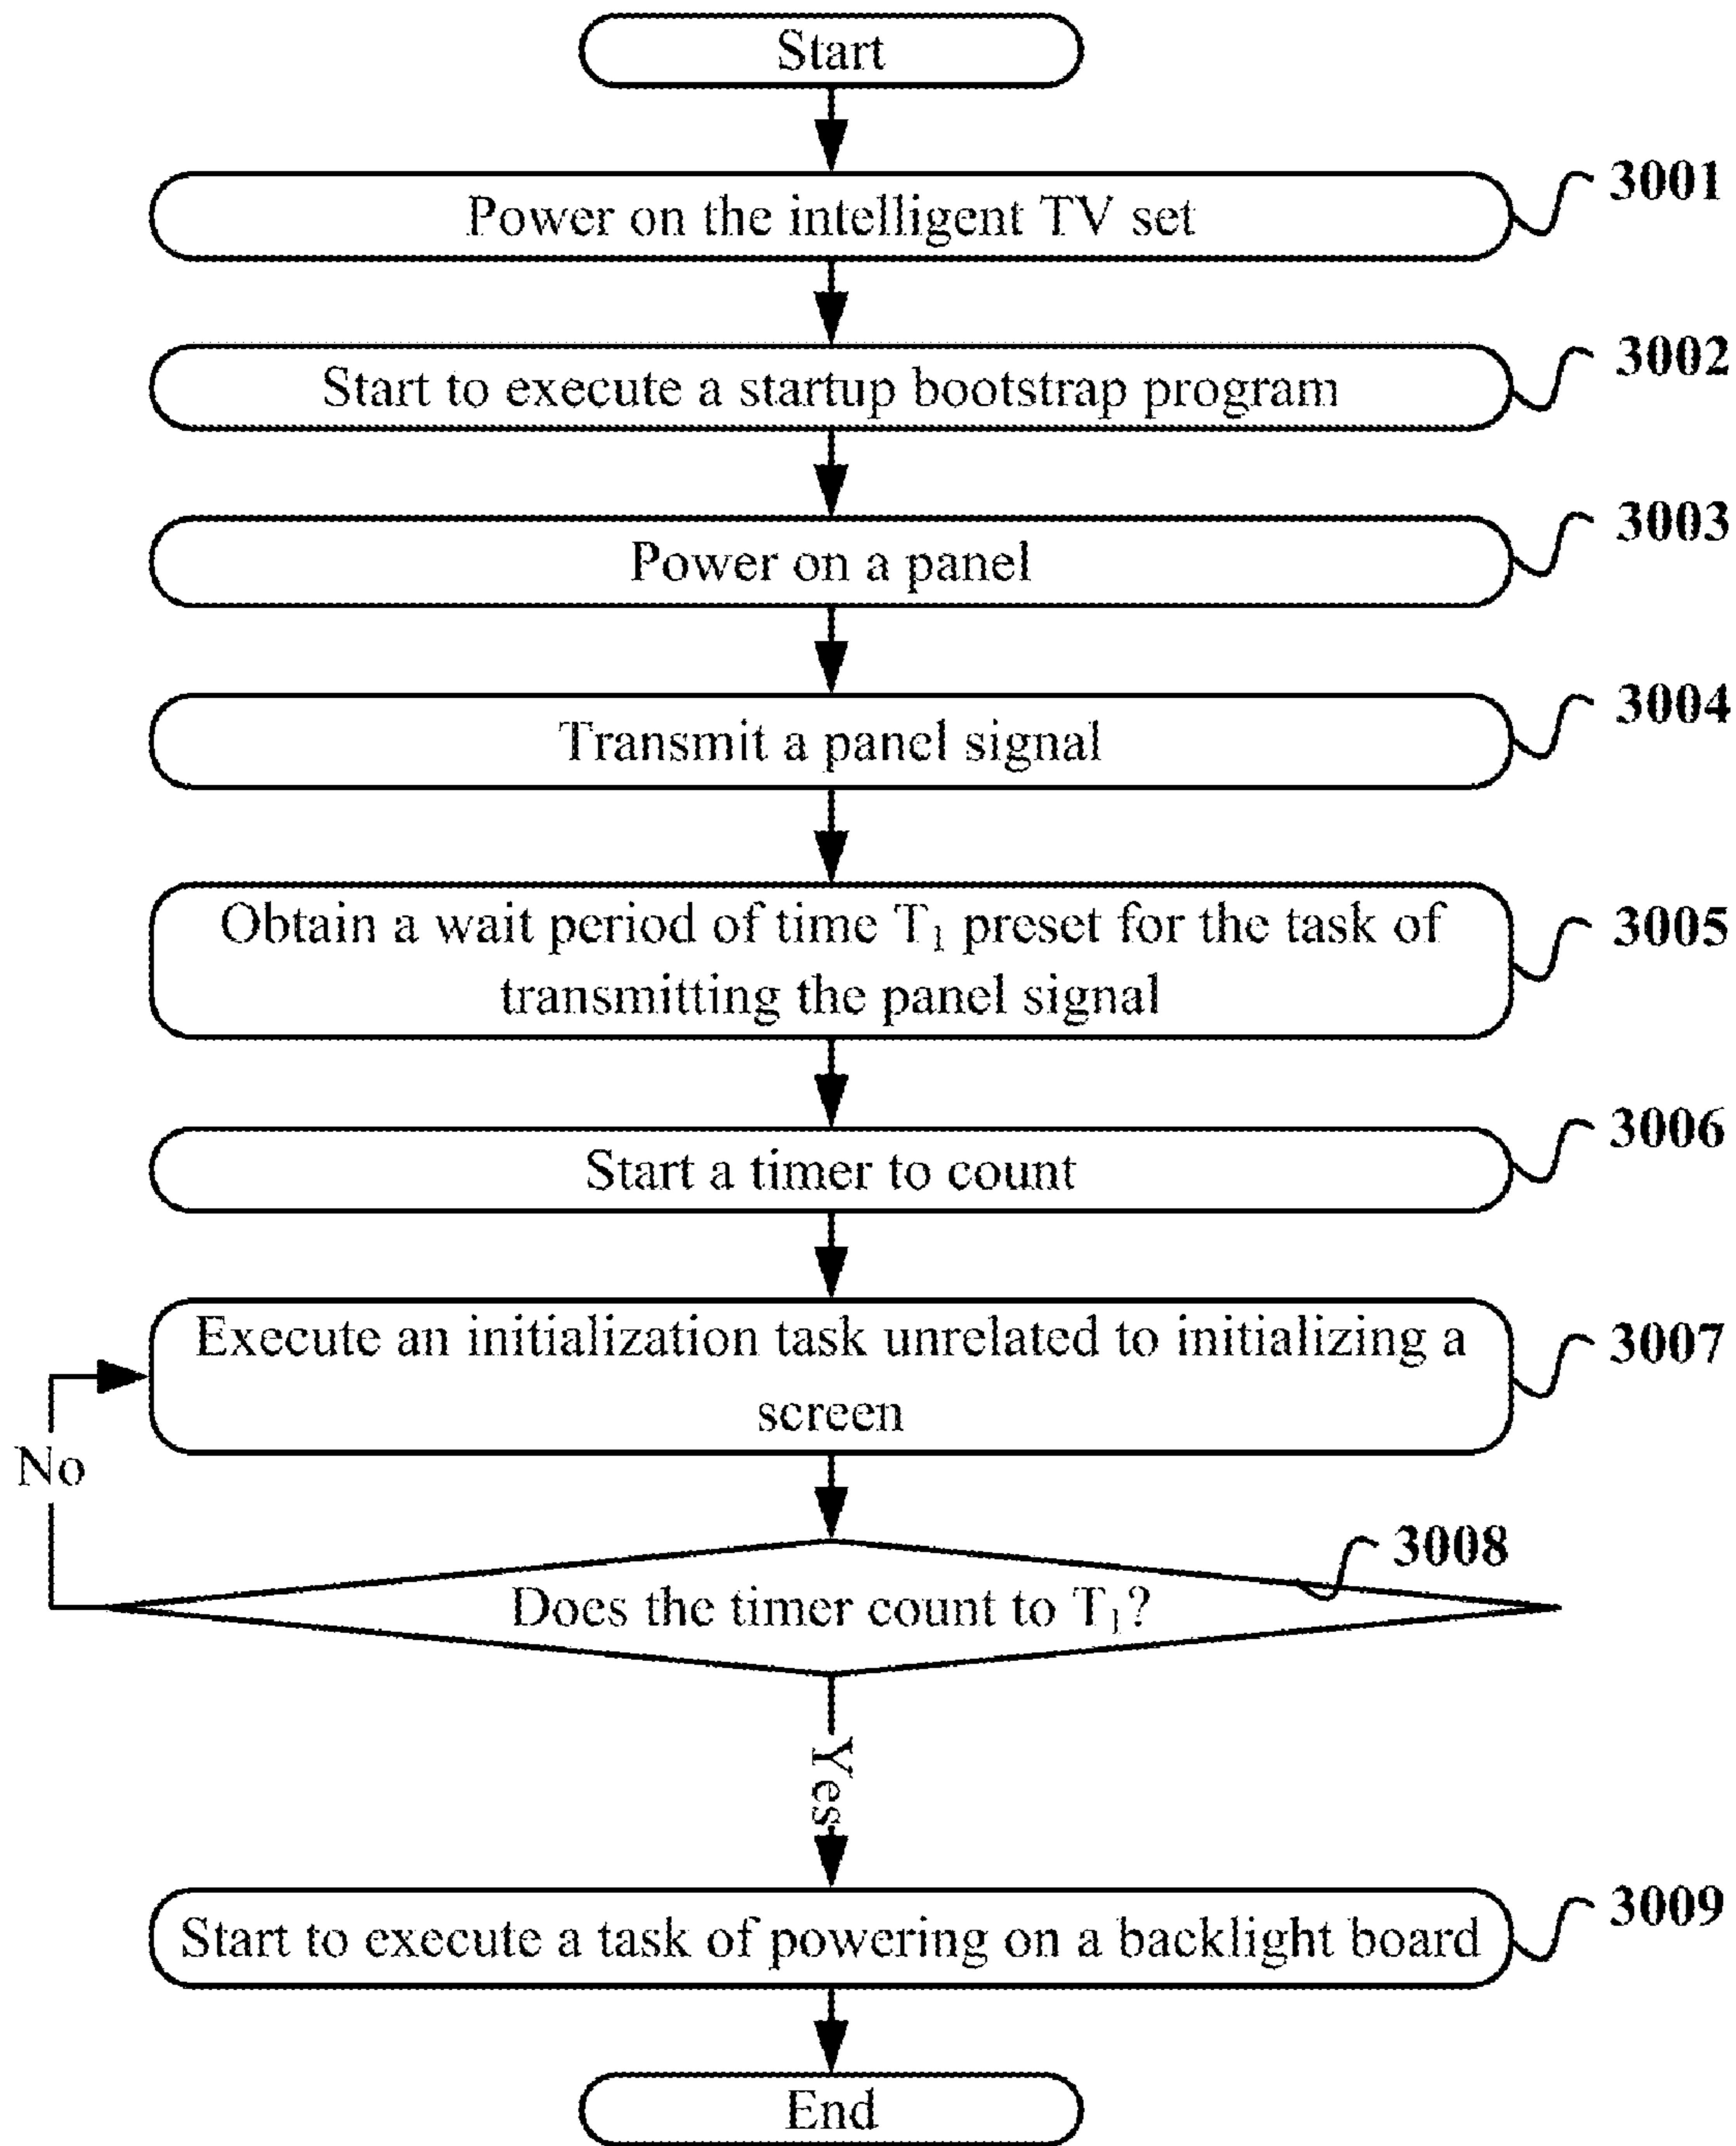 Start
Power on the intelligent TV set
3001
Start to execute a startup bootstrap program
3002
Power on a panel
3003
Transmit a panel signal
3004
Obtain a wait period of time T₁ preset for the task of
transmitting the panel signal
3005
Start a timer to count
3006
Execute an initialization task unrelated to initializing a
screen
3007
No
3008
Does the timer count to T₁?
Yes
Start to execute a task of powering on a backlight board
3009
End